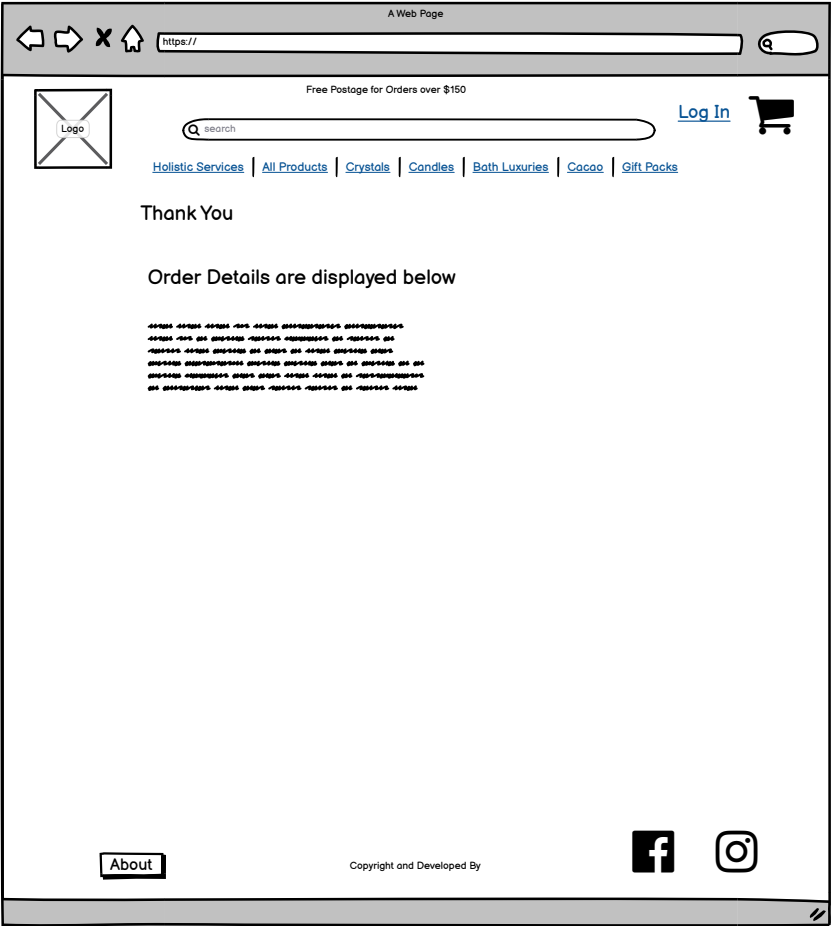 A Web Page
https://
Free Postage for Orders over $150
Logo
search
Log In
Holistic Services All Products Crystals Candles Bath Luxuries Cacao Gift Packs
Thank You
Order Details are displayed below
About
Copyright and Developed By